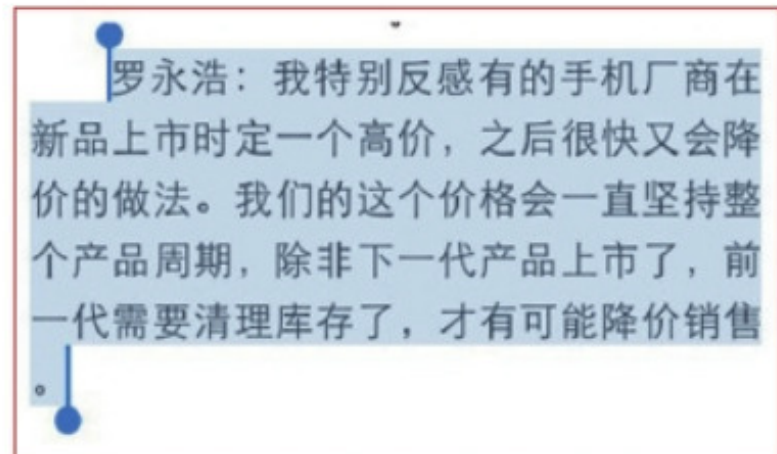 罗永浩：我特别反感有的手机厂商在
新品上市时定一个高价，之后很快又会降
价的做法。我们的这个价格会一直坚持整
个产品周期，除非下一代产品上市了，前
一代需要清理库存了，才有可能降价销售
。